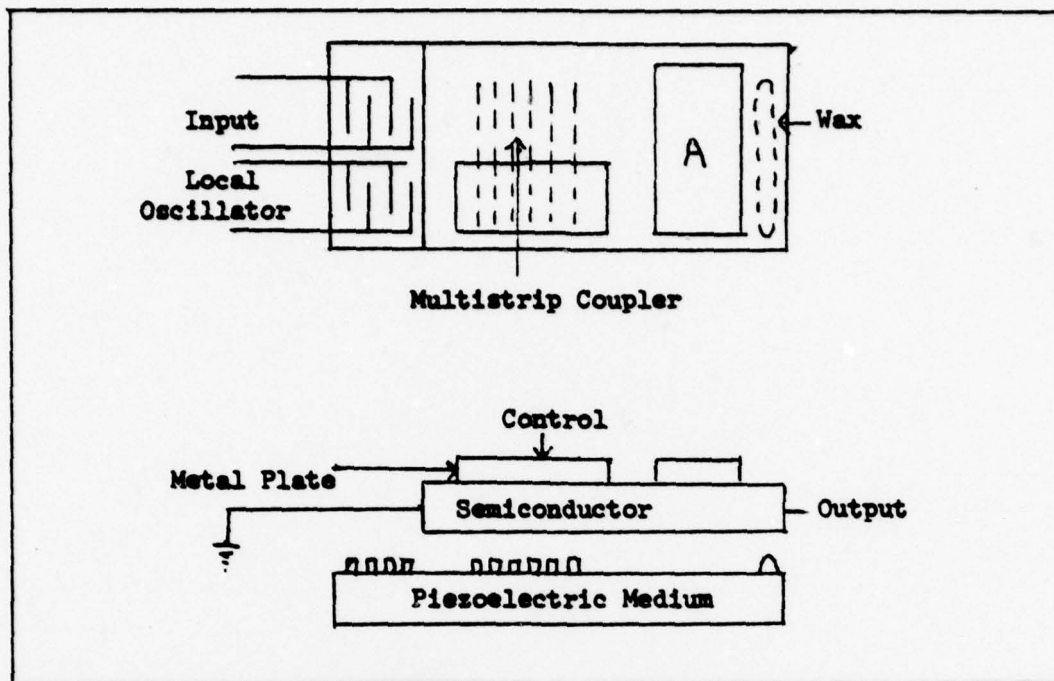 Input
Local
Oscillator
A
Wax
Multistrip Coupler
Control
Metal Plate
Semiconductor
Output
Piezoelectric Medium